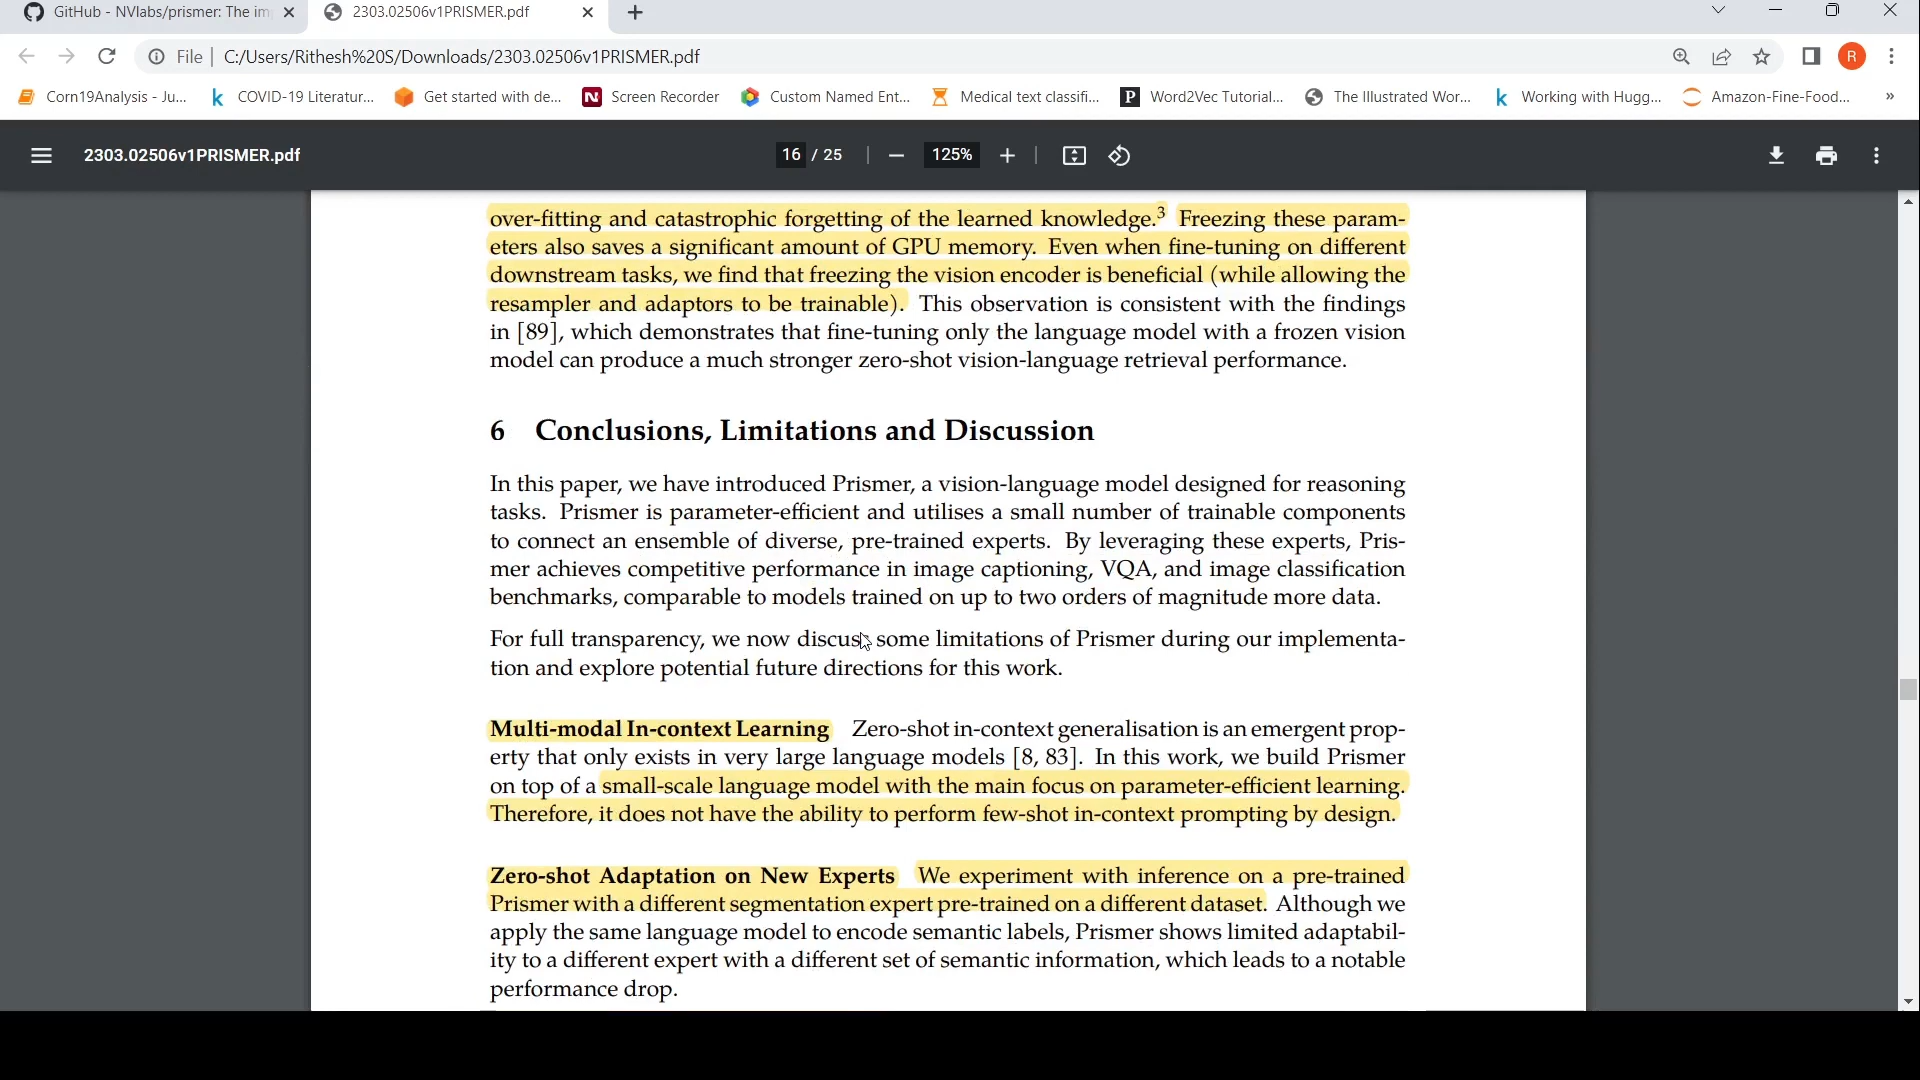 GitHub - NVlabs/prismer: The im
2303.02506v1PRISMER.pdf
File | C:/Users/Rithesh%20S/Downloads/2303.02506v1PRISMER.pdf
R
Corn19Analysis - Ju...
COVID-19 Literatur...
Get started with de...
Screen Recorder
Custom Named Ent...
Medical text classifi...
Word2Vec Tutorial...
The Illustrated Wor...
Working with Hugg...
Amazon-Fine-Food...
»
2303.02506v1PRISMER.pdf
16 / 25
125%
over-fitting and catastrophic forgetting of the learned knowledge.3 Freezing these param-
eters also saves a significant amount of GPU memory. Even when fine-tuning on different
downstream tasks, we find that freezing the vision encoder is beneficial (while allowing the
resampler and adaptors to be trainable). This observation is consistent with the findings
in [89], which demonstrates that fine-tuning only the language model with a frozen vision
model can produce a much stronger zero-shot vision-language retrieval performance.
6 Conclusions, Limitations and Discussion
In this paper, we have introduced Prismer, a vision-language model designed for reasoning
tasks. Prismer is parameter-efficient and utilises a small number of trainable components
to connect an ensemble of diverse, pre-trained experts. By leveraging these experts, Pris-
mer achieves competitive performance in image captioning, VQA, and image classification
benchmarks, comparable to models trained on up to two orders of magnitude more data.
For full transparency, we now discuss some limitations of Prismer during our implementa-
tion and explore potential future directions for this work.
Multi-modal In-context Learning Zero-shot in-context generalisation is an emergent prop-
erty that only exists in very large language models [8, 83]. In this work, we build Prismer
on top of a small-scale language model with the main focus on parameter-efficient learning.
Therefore, it does not have the ability to perform few-shot in-context prompting by design.
Zero-shot Adaptation on New Experts We experiment with inference on a pre-trained
Prismer with a different segmentation expert pre-trained on a different dataset. Although we
apply the same language model to encode semantic labels, Prismer shows limited adaptabil-
ity to a different expert with a different set of semantic information, which leads to a notable
performance drop.